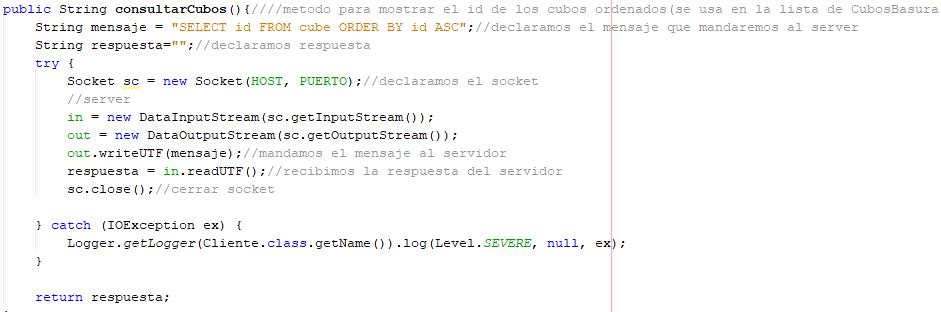 public String consultarCubos(){////metodo para mostrar el id de los cubos ordenados(se usa en la lista de CubosBasura
String mensaje = "SELECT id FROM cube ORDER BY id ASC";//declaramos el mensaje que mandaremos al server
String respuesta="";//declaramos respuesta
try {
Socket sc = new Socket(HOST, PUERTO);//declaramos el socket
//server
in = new DataInputStream(sc.getInputStream());
out = new DataOutputStream(sc.getOutputStream());
out.writeUTF(mensaje);//mandamos el mensaje al servidor
respuesta = in.readUTF();//recibimos la respuesta del servidor
sc.close();//cerrar socket
} catch (IOException ex) {
Logger.getLogger(Cliente.class.getName()).log(Level.SEVERE, null, ex);
}
return respuesta;